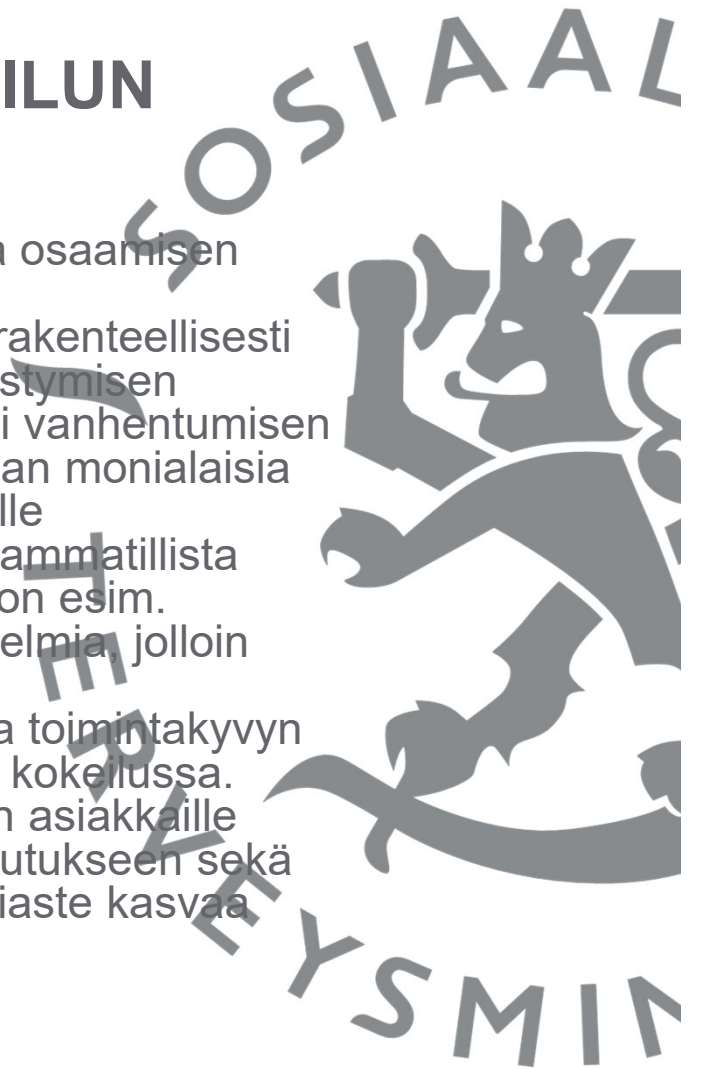 ILUN
a osaamisen
rakenteellisesti
stymisen
i vanhentumisen
an monialaisia
lle
ammatillista
on esim.
elmia, jolloin
a toimintakyvyn
kokeilussa.
n asiakkaille
utukseen sekä
iaste kasvaa
SOSIAAL
JA
TERVEYSMIN